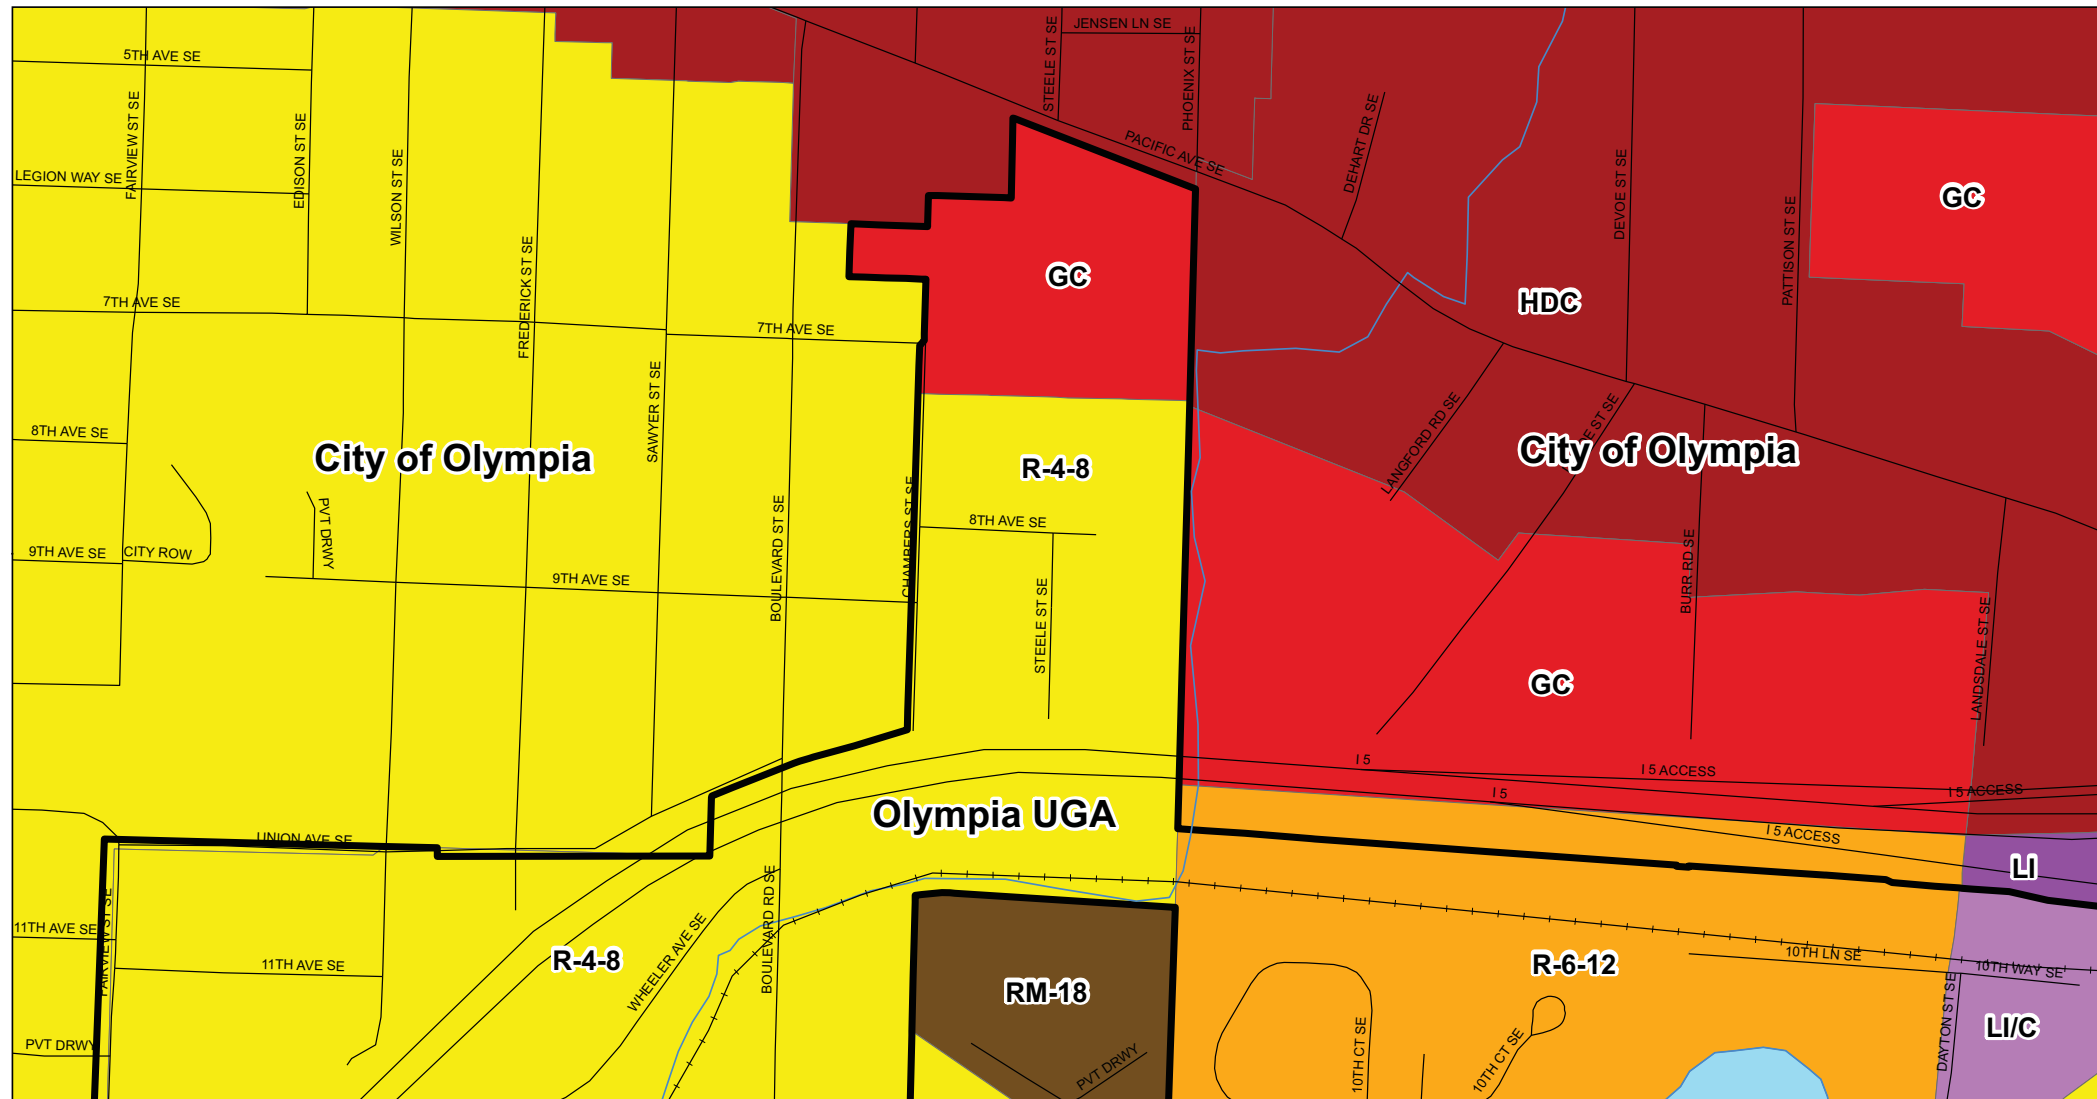 JENSEN LN SE
5TH AVE SE
STEELE ST SE
PHOENIX ST SE
FAIRVIEW ST SE
EDISON ST SE
WILSON ST SE
PACIFIC AVE SE
DEHART DR SE
LEGION WAY SE
DEVOE ST SE
PATTISON ST SE
GC
FREDERICK ST SE
GC
HDC
7TH AVE SE
7TH AVE SE
SAWYER ST SE
8TH AVE SE
City of Olympia
R-4-8
LANGFORD RD SE
City of Olympia
PVT DRWY
BOULEVARD ST SE
CHAMBERS ST SE
8TH AVE SE
9TH AVE SE
CITY ROW
9TH AVE SE
STEELE ST SE
BURR RD SE
LANDSDALE ST SE
GC
I 5
I 5 ACCESS
I 5
I 5 ACCESS
Olympia UGA
UNION AVE SE
I 5 ACCESS
LI
FAIRVIEW ST SE
11TH AVE SE
BOULEVARD RD SE
WHEELER AVE SE
R-4-8
11TH AVE SE
R-6-12
10TH LN SE
10TH WAY SE
RM-18
LI/C
DAYTON ST SE
PVT DRWY
PVT DRWY
10TH CT SE
10TH CT SE